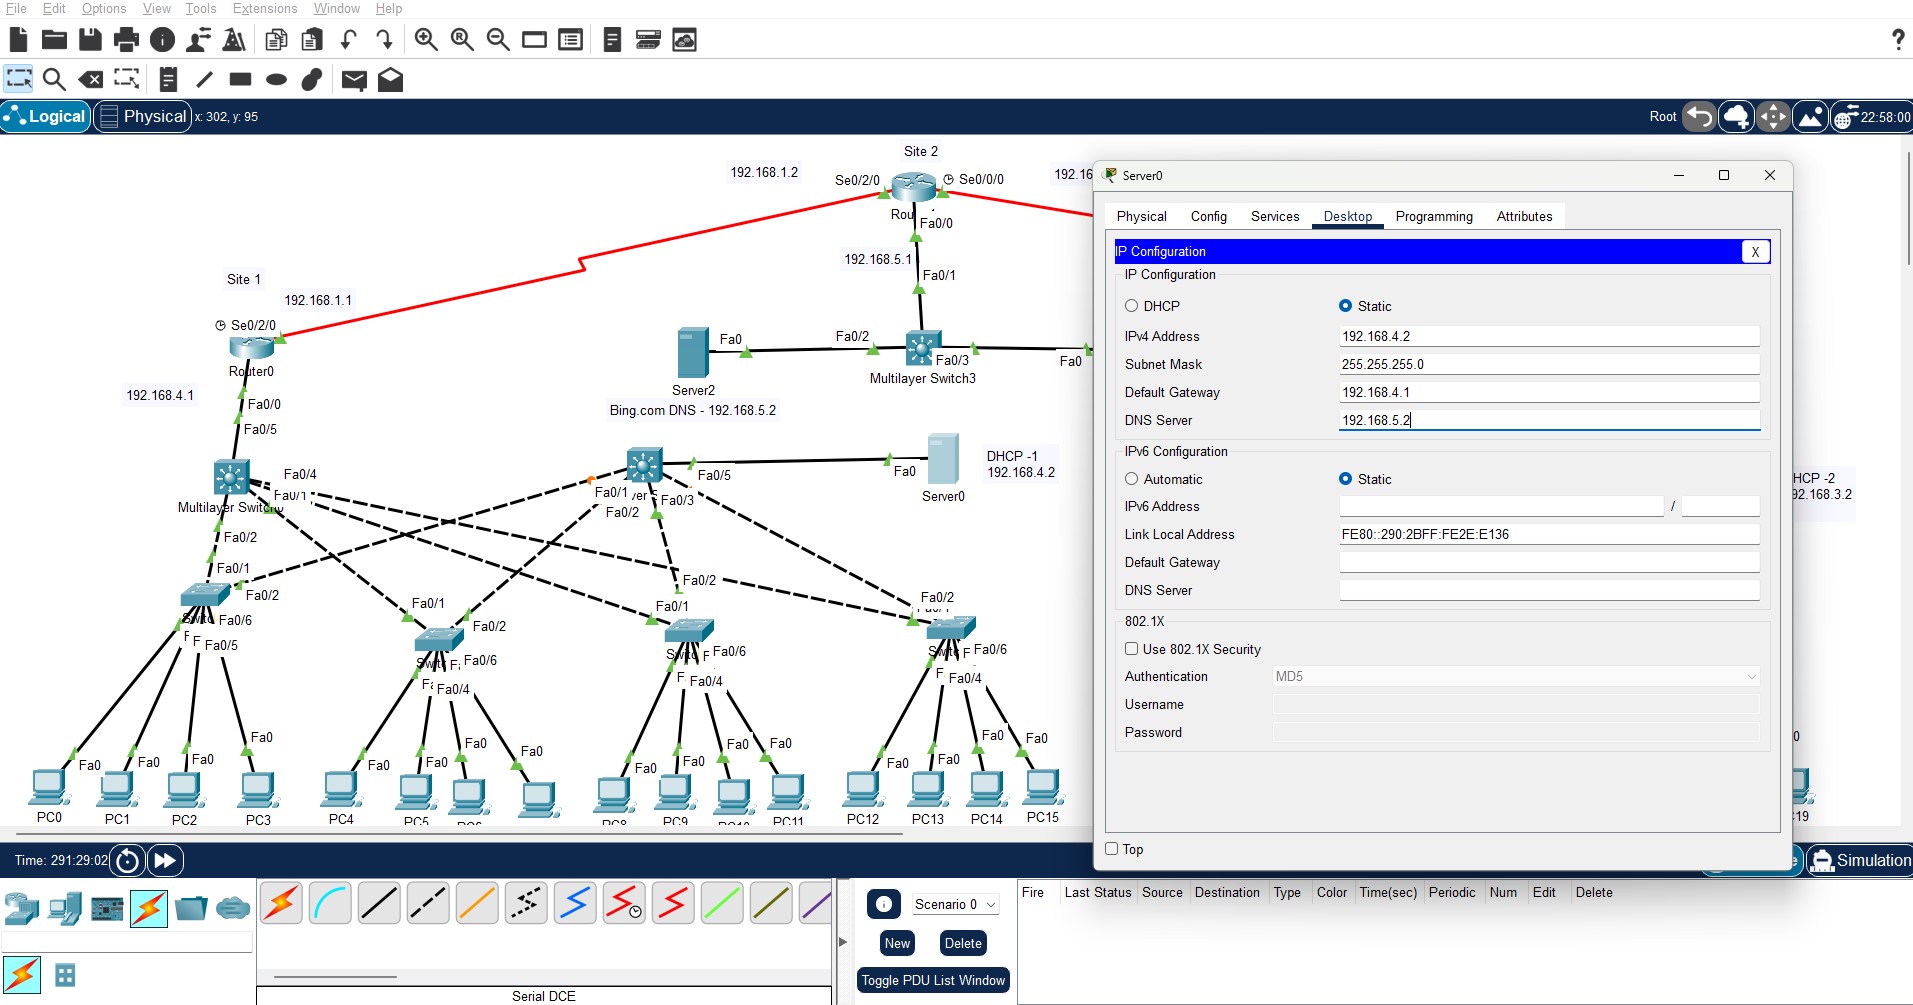 File Edit Options View Tools Extensions Window Help
Logical Physical x: 302, y: 95 Root 22:58:00
Site 2
192.168.1.2
Se0/2/0 Se0/0/0
Fa0/0
192.168.5.1
Fa0/1
Site 1
192.168.1.1
Se0/2/0
Router0
192.168.4.1
Fa0/0
Fa0/5
Fa0 Fa0/2 Fa0/3 Fa0
Server2
Multilayer Switch3
Bing.com DNS - 192.168.5.2
Fa0/4
Fa0/1
Fa0/2
Fa0/1
Fa0/2
Fa0/5 Fa0
Fa0/1 Fa0/3
Fa0/2
DHCP -1
192.168.4.2
Server0
Fa0/2
Fa0/1
Fa0/2
Fa0/1
Fa0/2
Fa0/6
Fa0/5
Fa0/6
Fa0/4
Fa0/6
Fa0/4
Fa0/6
Fa0/4
Fa0 Fa0 Fa0 Fa0 Fa0 Fa0 Fa0 Fa0 Fa0 Fa0 Fa0 Fa0 Fa0 Fa0 Fa0 Fa0
PC0 PC1 PC2 PC3 PC4 PC5 PC9 PC11 PC12 PC13 PC14 PC15
Server0
Physical Config Services Desktop Programming Attributes
IP Configuration X
IP Configuration
DHCP Static
IPv4 Address 192.168.4.2
Subnet Mask 255.255.255.0
Default Gateway 192.168.4.1
DNS Server 192.168.5.2
IPv6 Configuration
Automatic Static
IPv6 Address /
Link Local Address FE80::290:2BFF:FE2E:E136
Default Gateway
DNS Server
802.1X
Use 802.1X Security
Authentication MD5
Username
Password
Top
Time: 291:29:02 Simulation
Scenario 0
New Delete
Toggle PDU List Window
Fire Last Status Source Destination Type Color Time(sec) Periodic Num Edit Delete
Serial DCE